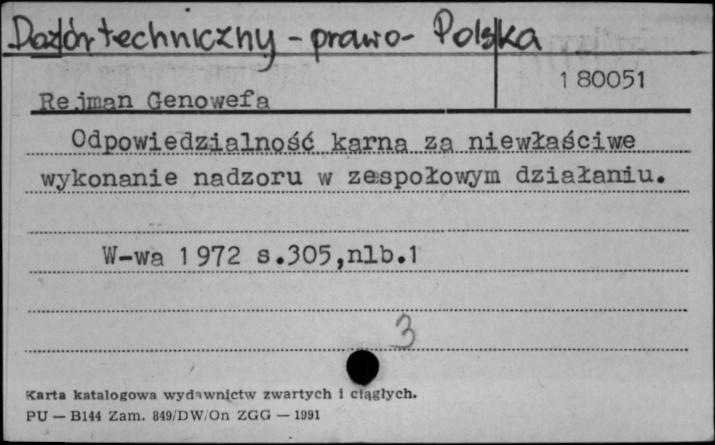 Dozór techniczny - prawo - Polska
1 80051
Rejman Genowefa
Odpowiedzialność karna za niewłaściwe
wykonanie nadzoru w zespołowym działaniu.
W-wa 1972 s.305,nlb.1
3
Karta katalogowa wydawnictw zwartych i ciągłych.
PU — B144 Zam. 849/DW/On ZGG — 1991